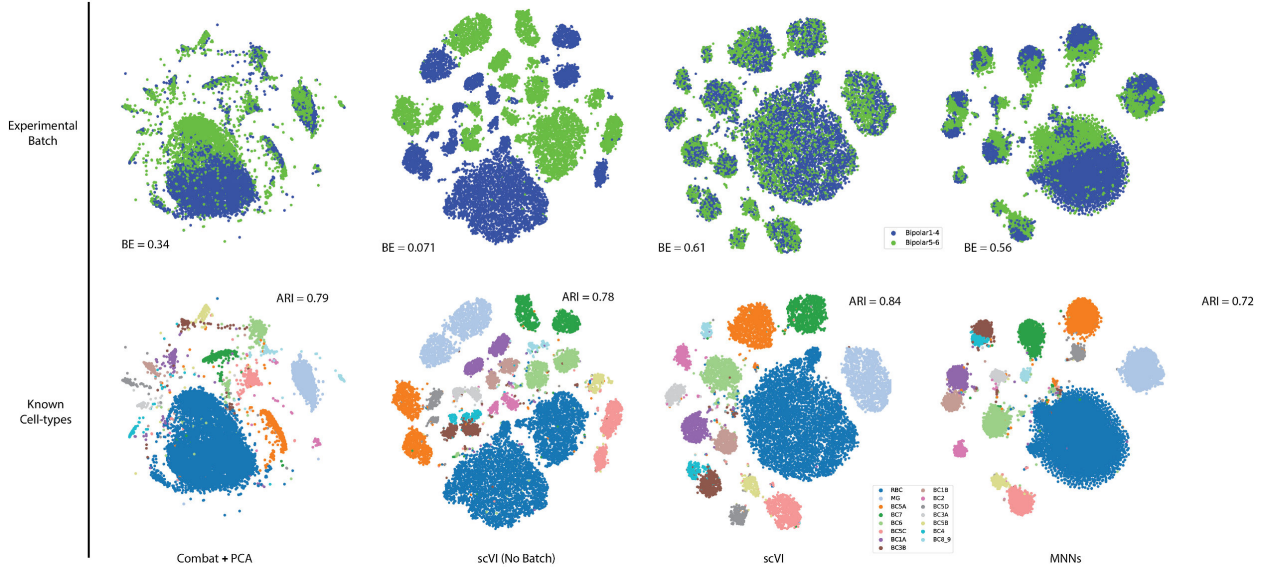 Experimental
Batch
BE = 0.34
BE = 0.071
BE = 0.61
Bipolar1-4
Bipolar5-6
BE = 0.56
ARI = 0.79
ARI = 0.78
ARI = 0.84
ARI = 0.72
Known
Cell-types
RBC
MG
BC5A
BC7
BC6
BC5C
BC1A
BC3B
BC1B
BC2
BC5D
BC3A
BC5B
BC4
BC8_9
Combat + PCA
scVI (No Batch)
scVI
MNNs